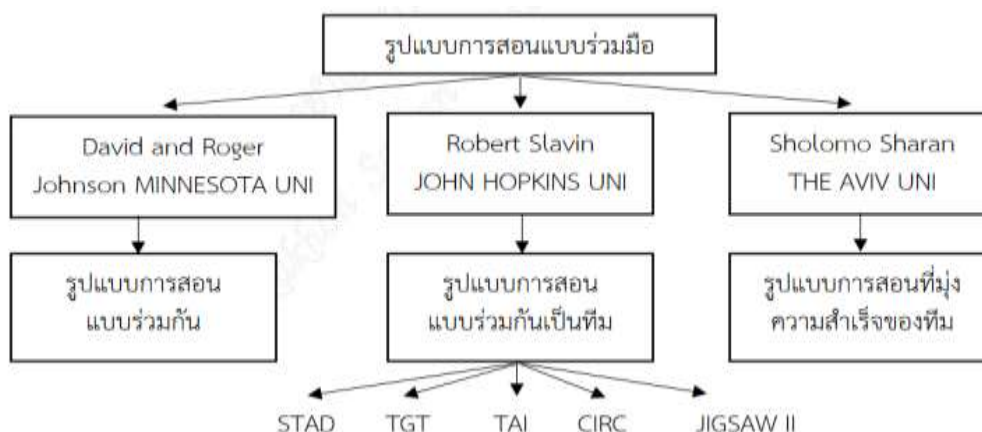 รูปแบบการสอนแบบร่วมมือ
David and Roger
Johnson MINNESOTA UNI
Robert Slavin
JOHN HOPKINS UNI
Sholomo Sharan
THE AVIV UNI
รูปแบบการสอน
แบบร่วมกัน
รูปแบบการสอน
แบบร่วมกันเป็นทีม
รูปแบบการสอนที่มุ่ง
ความสำเร็จของทีม
STAD TGT TAI CIRC JIGSAW II